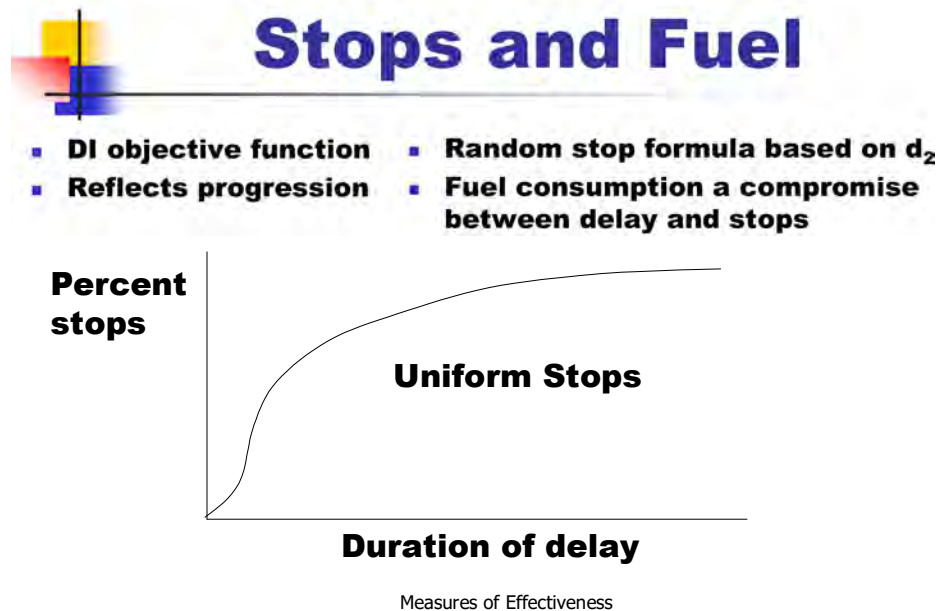 Stops and Fuel
DI objective function
Reflects progression
Random stop formula based on d2
Fuel consumption a compromise
between delay and stops
Percent
stops
Uniform Stops
Duration of delay
Measures of Effectiveness